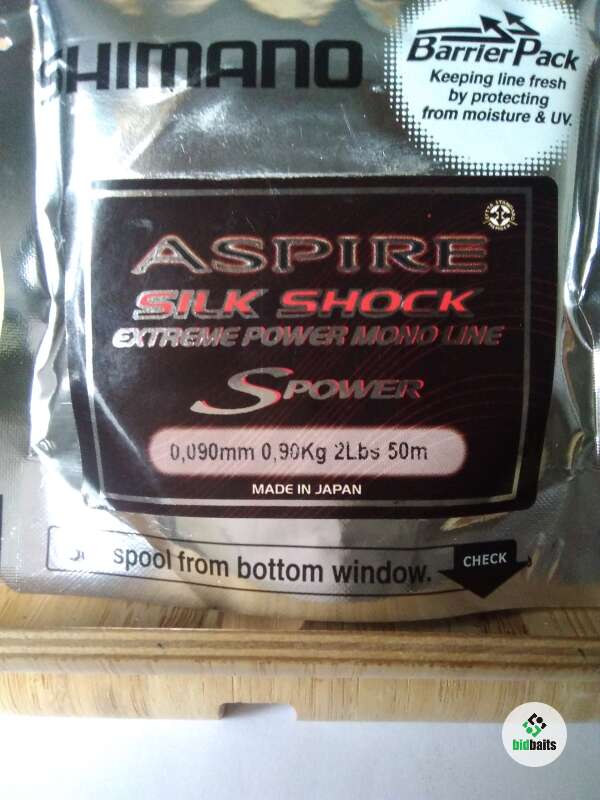 SHIMANO
BarrierPack
Keeping line fresh
by protecting
from moisture & UV.
ASPIRE
SILK SHOCK
EXTREME POWER MONO LINE
S POWER
0,090mm 0,90Kg 2Lbs 50m
MADE IN JAPAN
spool from bottom window.
CHECK
bidbaits